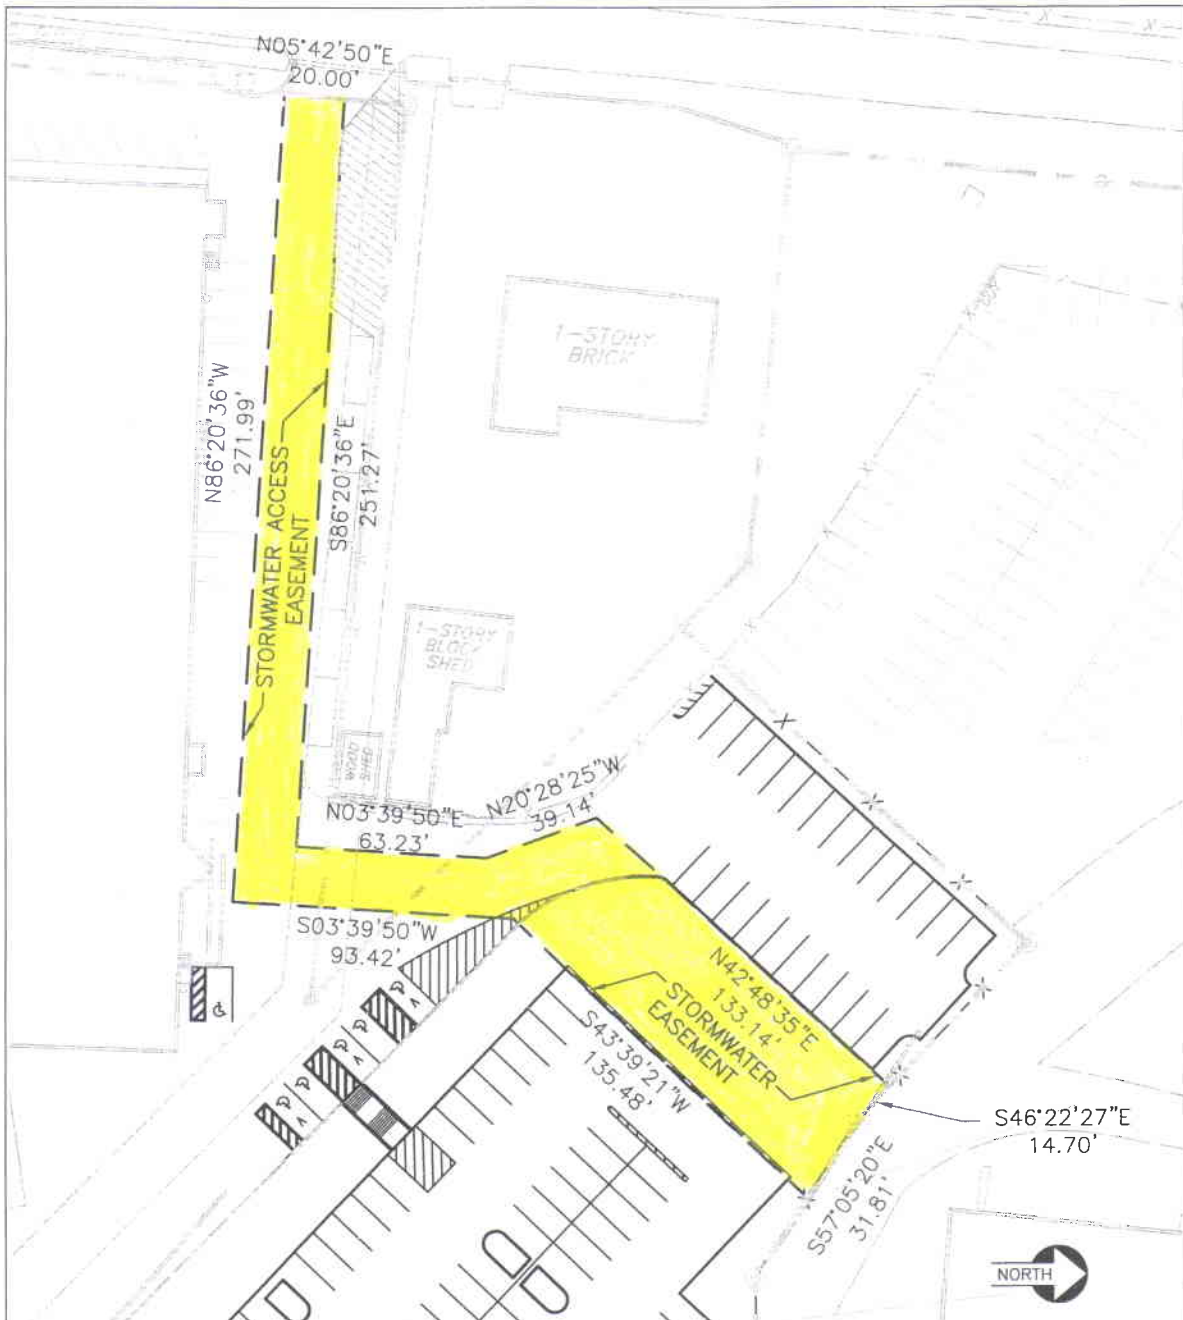 N05°42'50"E
20.00'
1-STORY
BRICK
N86°20'36"W
271.99'
STORMWATER ACCESS
EASEMENT
S86°20'36"E
251.27'
1-STORY
BLOCK
SHED
WOOD
SHED
N03°39'50"E
63.23'
N20°28'25"W
39.14'
S03°39'50"W
93.42'
N42°48'35"E
133.14'
STORMWATER
EASEMENT
S43°39'21"W
135.48'
S46°22'27"E
14.70'
S57°05'20"E
31.81'
NORTH